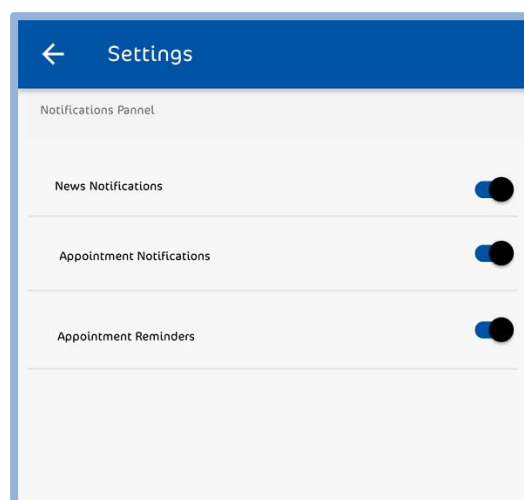 Settings
Notifications Pannel
News Notifications
Appointment Notifications
Appointment Reminders